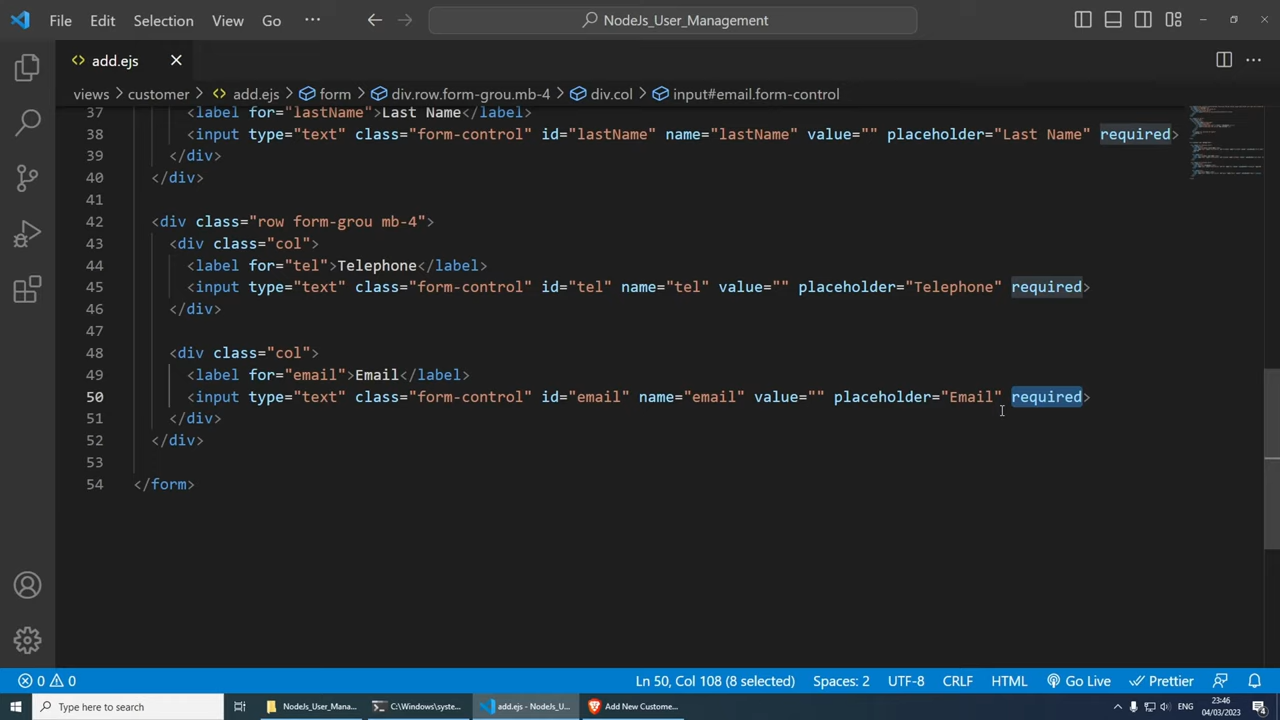 File Edit Selection View Go ··· NodeJs_User_Management
add.ejs
views > customer > add.ejs > form > div.row.form-grou.mb-4 > div.col > input#email.form-control
37 <label for="lastName">Last Name</label>
38 <input type="text" class="form-control" id="lastName" name="lastName" value="" placeholder="Last Name" required>
39 </div>
40 </div>
41
42 <div class="row form-grou mb-4">
43 <div class="col">
44 <label for="tel">Telephone</label>
45 <input type="text" class="form-control" id="tel" name="tel" value="" placeholder="Telephone" required>
46 </div>
47
48 <div class="col">
49 <label for="email">Email</label>
50 <input type="text" class="form-control" id="email" name="email" value="" placeholder="Email" required>
51 </div>
52 </div>
53
54 </form>
0 0 Ln 50, Col 108 (8 selected) Spaces: 2 UTF-8 CRLF HTML Go Live Prettier
Type here to search NodeJs_User_Mana... C:\Windows\syste... add.ejs - NodeJs_U... Add New Custome... ENG 23:46
04/03/2023 4